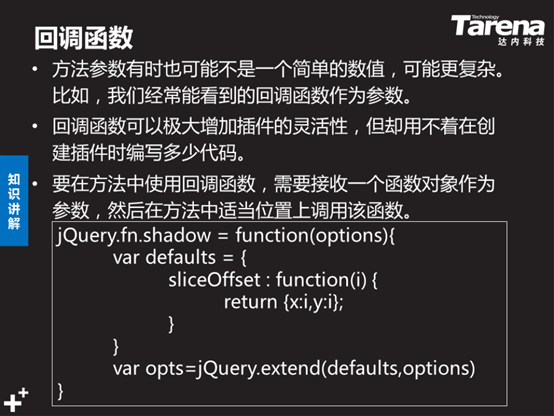 回调函数
Technology
Tarena
达内科技
• 方法参数有时也可能不是一个简单的数值，可能更复杂。
比如，我们经常能看到的回调函数作为参数。
• 回调函数可以极大增加插件的灵活性，但却用不着在创
建插件时编写多少代码。
• 要在方法中使用回调函数，需要接收一个函数对象作为
参数，然后在方法中适当位置上调用该函数。
知识讲解
jQuery.fn.shadow = function(options){
var defaults = {
sliceOffset : function(i) {
return {x:i,y:i};
}
}
var opts=jQuery.extend(defaults,options)
}